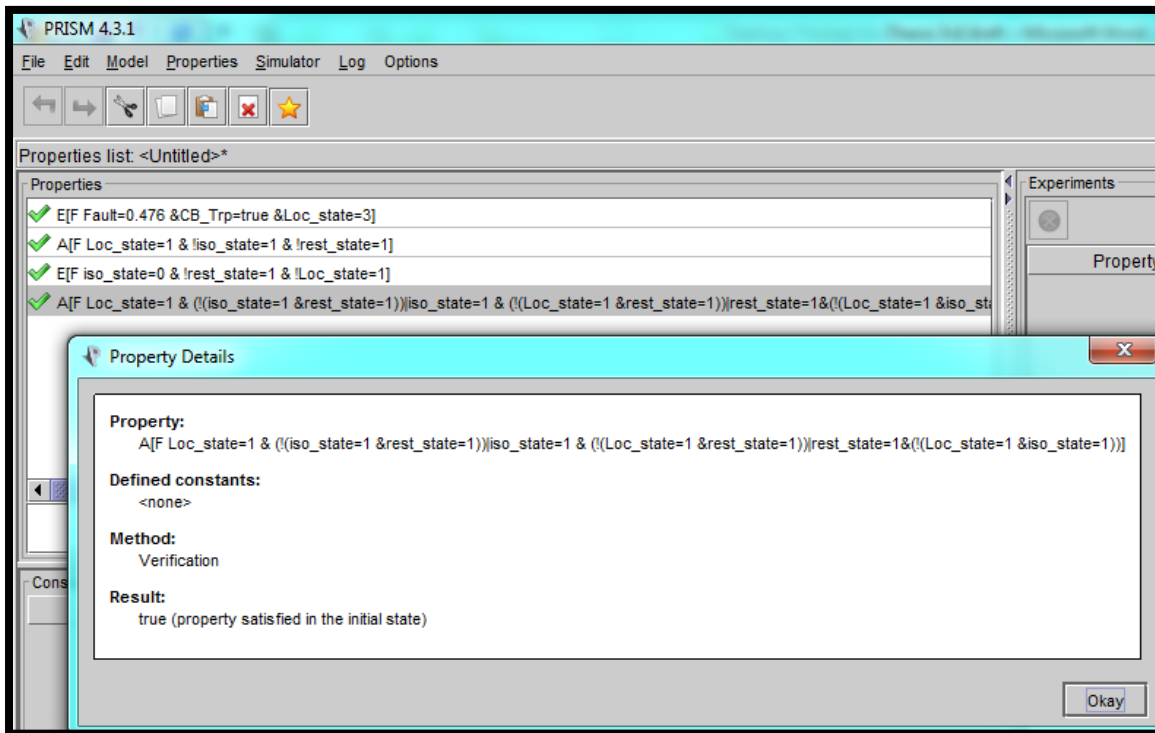 PRISM 4.3.1
File Edit Model Properties Simulator Log Options
Properties list: <Untitled>*
Properties
Experiments
E[F Fault=0.476 &CB_Trp=true &Loc_state=3]
A[F Loc_state=1 & !iso_state=1 & !rest_state=1]
Property
E[F iso_state=0 & !rest_state=1 & !Loc_state=1]
A[F Loc_state=1 & (!(iso_state=1 &rest_state=1))|iso_state=1 & (!(Loc_state=1 &rest_state=1))|rest_state=1&(!(Loc_state=1 &iso_sta
Property Details
Property:
A[F Loc_state=1 & (!(iso_state=1 &rest_state=1))|iso_state=1 & (!(Loc_state=1 &rest_state=1))|rest_state=1&(!(Loc_state=1 &iso_state=1))]
Defined constants:
<none>
Method:
Verification
Cons
Result:
true (property satisfied in the initial state)
Okay